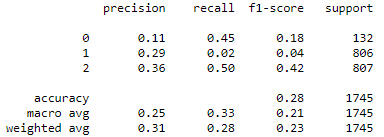 precision recall f1-score support
0 0.11 0.45 0.18 132
1 0.29 0.02 0.04 806
2 0.36 0.50 0.42 807
accuracy 0.28 1745
macro avg 0.25 0.33 0.21 1745
weighted avg 0.31 0.28 0.23 1745